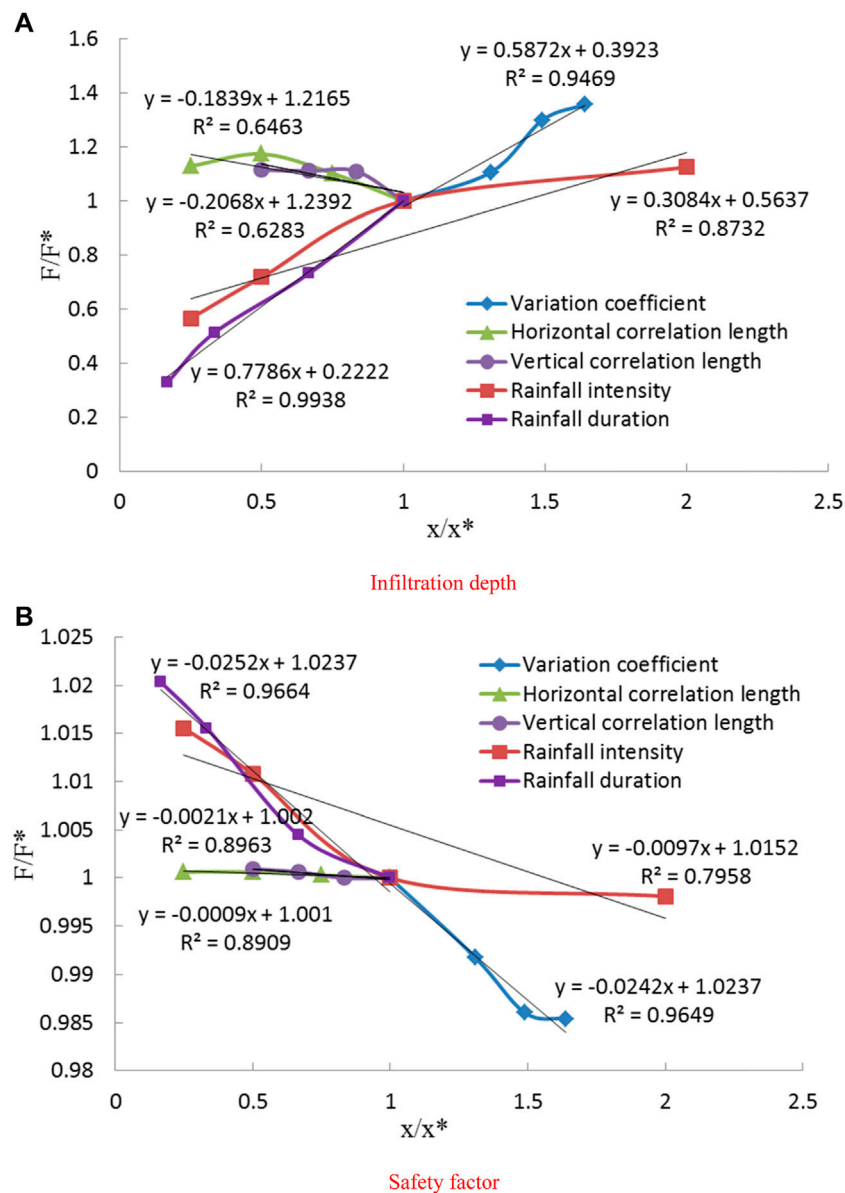 A
1.6
1.4
1.2
1
0.8
0.6
0.4
0.2
0
F/F*
y = 0.5872x + 0.3923
R² = 0.9469
y = -0.1839x + 1.2165
R² = 0.6463
y = -0.2068x + 1.2392
R² = 0.6283
y = 0.3084x + 0.5637
R² = 0.8732
y = 0.7786x + 0.2222
R² = 0.9938
Variation coefficient
Horizontal correlation length
Vertical correlation length
Rainfall intensity
Rainfall duration
0 0.5 1 1.5 2 2.5
x/x*
Infiltration depth
B
1.025
1.02
1.015
1.01
1.005
1
0.995
0.99
0.985
0.98
F/F*
y = -0.0252x + 1.0237
R² = 0.9664
Variation coefficient
Horizontal correlation length
Vertical correlation length
Rainfall intensity
Rainfall duration
y = -0.0021x + 1.002
R² = 0.8963
y = -0.0097x + 1.0152
R² = 0.7958
y = -0.0009x + 1.001
R² = 0.8909
y = -0.0242x + 1.0237
R² = 0.9649
0 0.5 1 1.5 2 2.5
x/x*
Safety factor